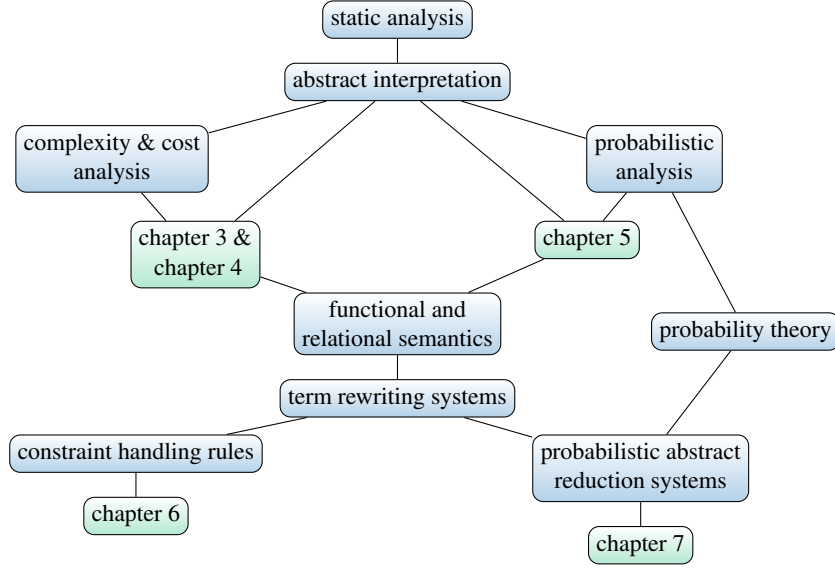 static analysis
abstract interpretation
complexity & cost
analysis
probabilistic
analysis
chapter 3 &
chapter 4
chapter 5
functional and
relational semantics
probability theory
term rewriting systems
constraint handling rules
probabilistic abstract
reduction systems
chapter 6
chapter 7